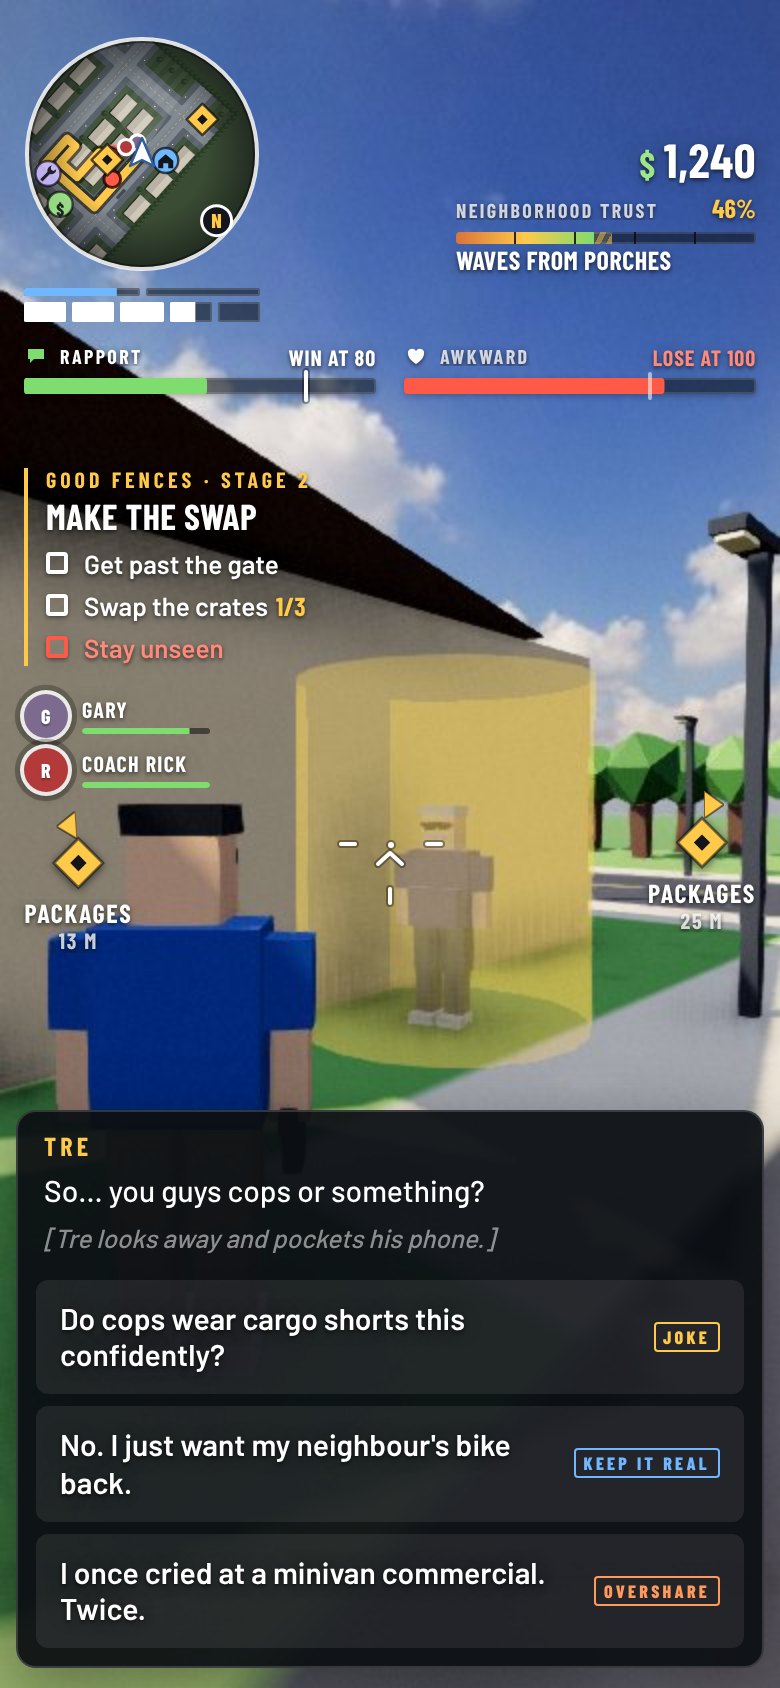 N
$
$ 1,240
NEIGHBORHOOD TRUST 46%
WAVES FROM PORCHES
RAPPORT WIN AT 80
AWKWARD LOSE AT 100
GOOD FENCES · STAGE 2
MAKE THE SWAP
Get past the gate
Swap the crates 1/3
Stay unseen
G GARY
R COACH RICK
PACKAGES
13 M
PACKAGES
25 M
TRE
So... you guys cops or something?
[Tre looks away and pockets his phone.]
Do cops wear cargo shorts this
confidently?
JOKE
No. I just want my neighbour's bike
back.
KEEP IT REAL
I once cried at a minivan commercial.
Twice.
OVERSHARE